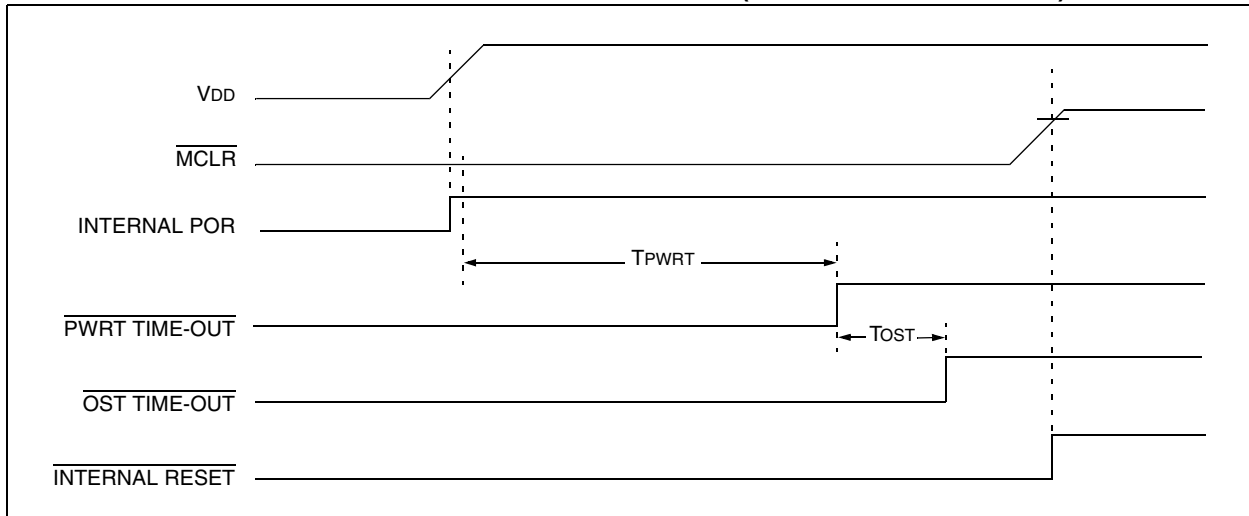 VDD
MCLR
INTERNAL POR
TPWRT
PWRT TIME-OUT
TOST
OST TIME-OUT
INTERNAL RESET